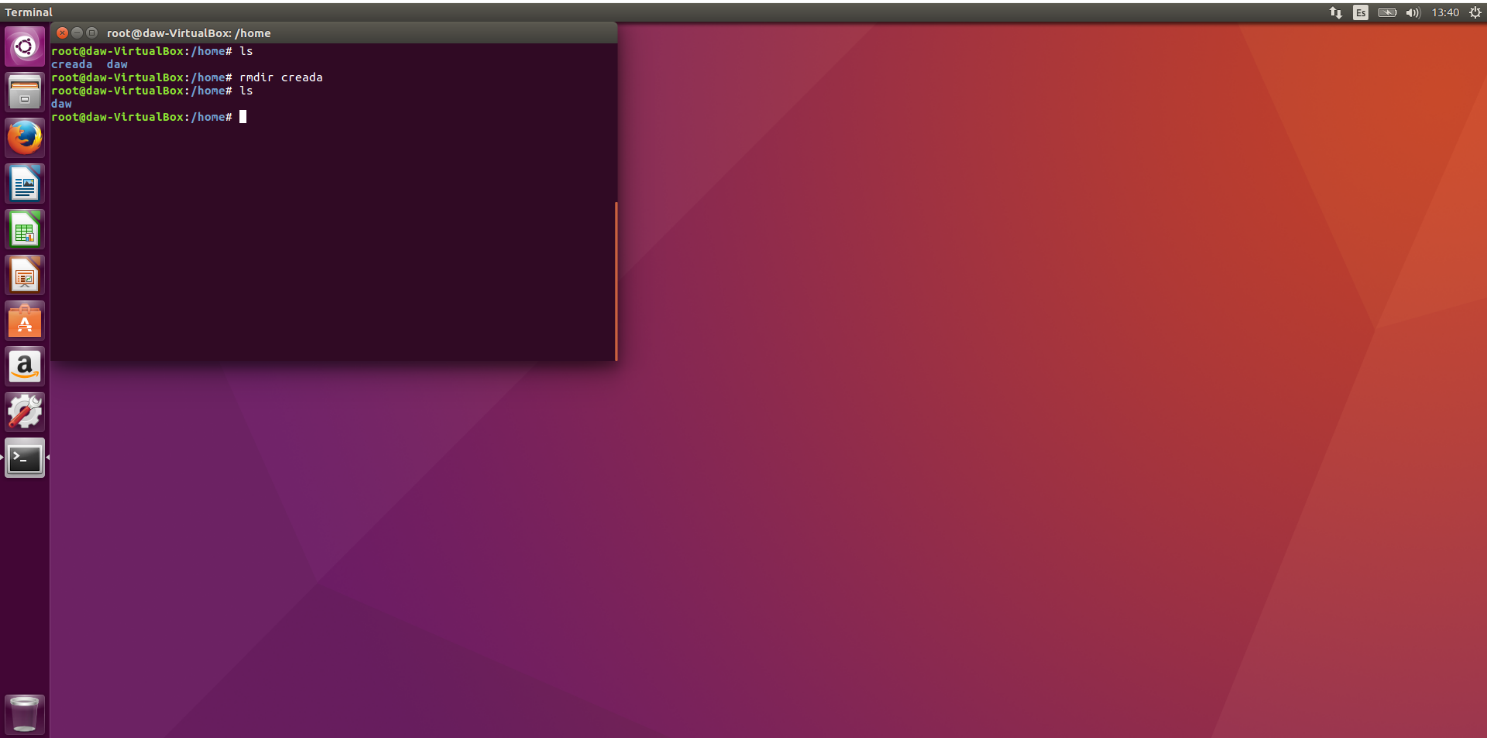 Terminal
Es
13:40
root@daw-VirtualBox: /home
root@daw-VirtualBox:/home# ls
creada  daw
root@daw-VirtualBox:/home# rmdir creada
root@daw-VirtualBox:/home# ls
daw
root@daw-VirtualBox:/home#